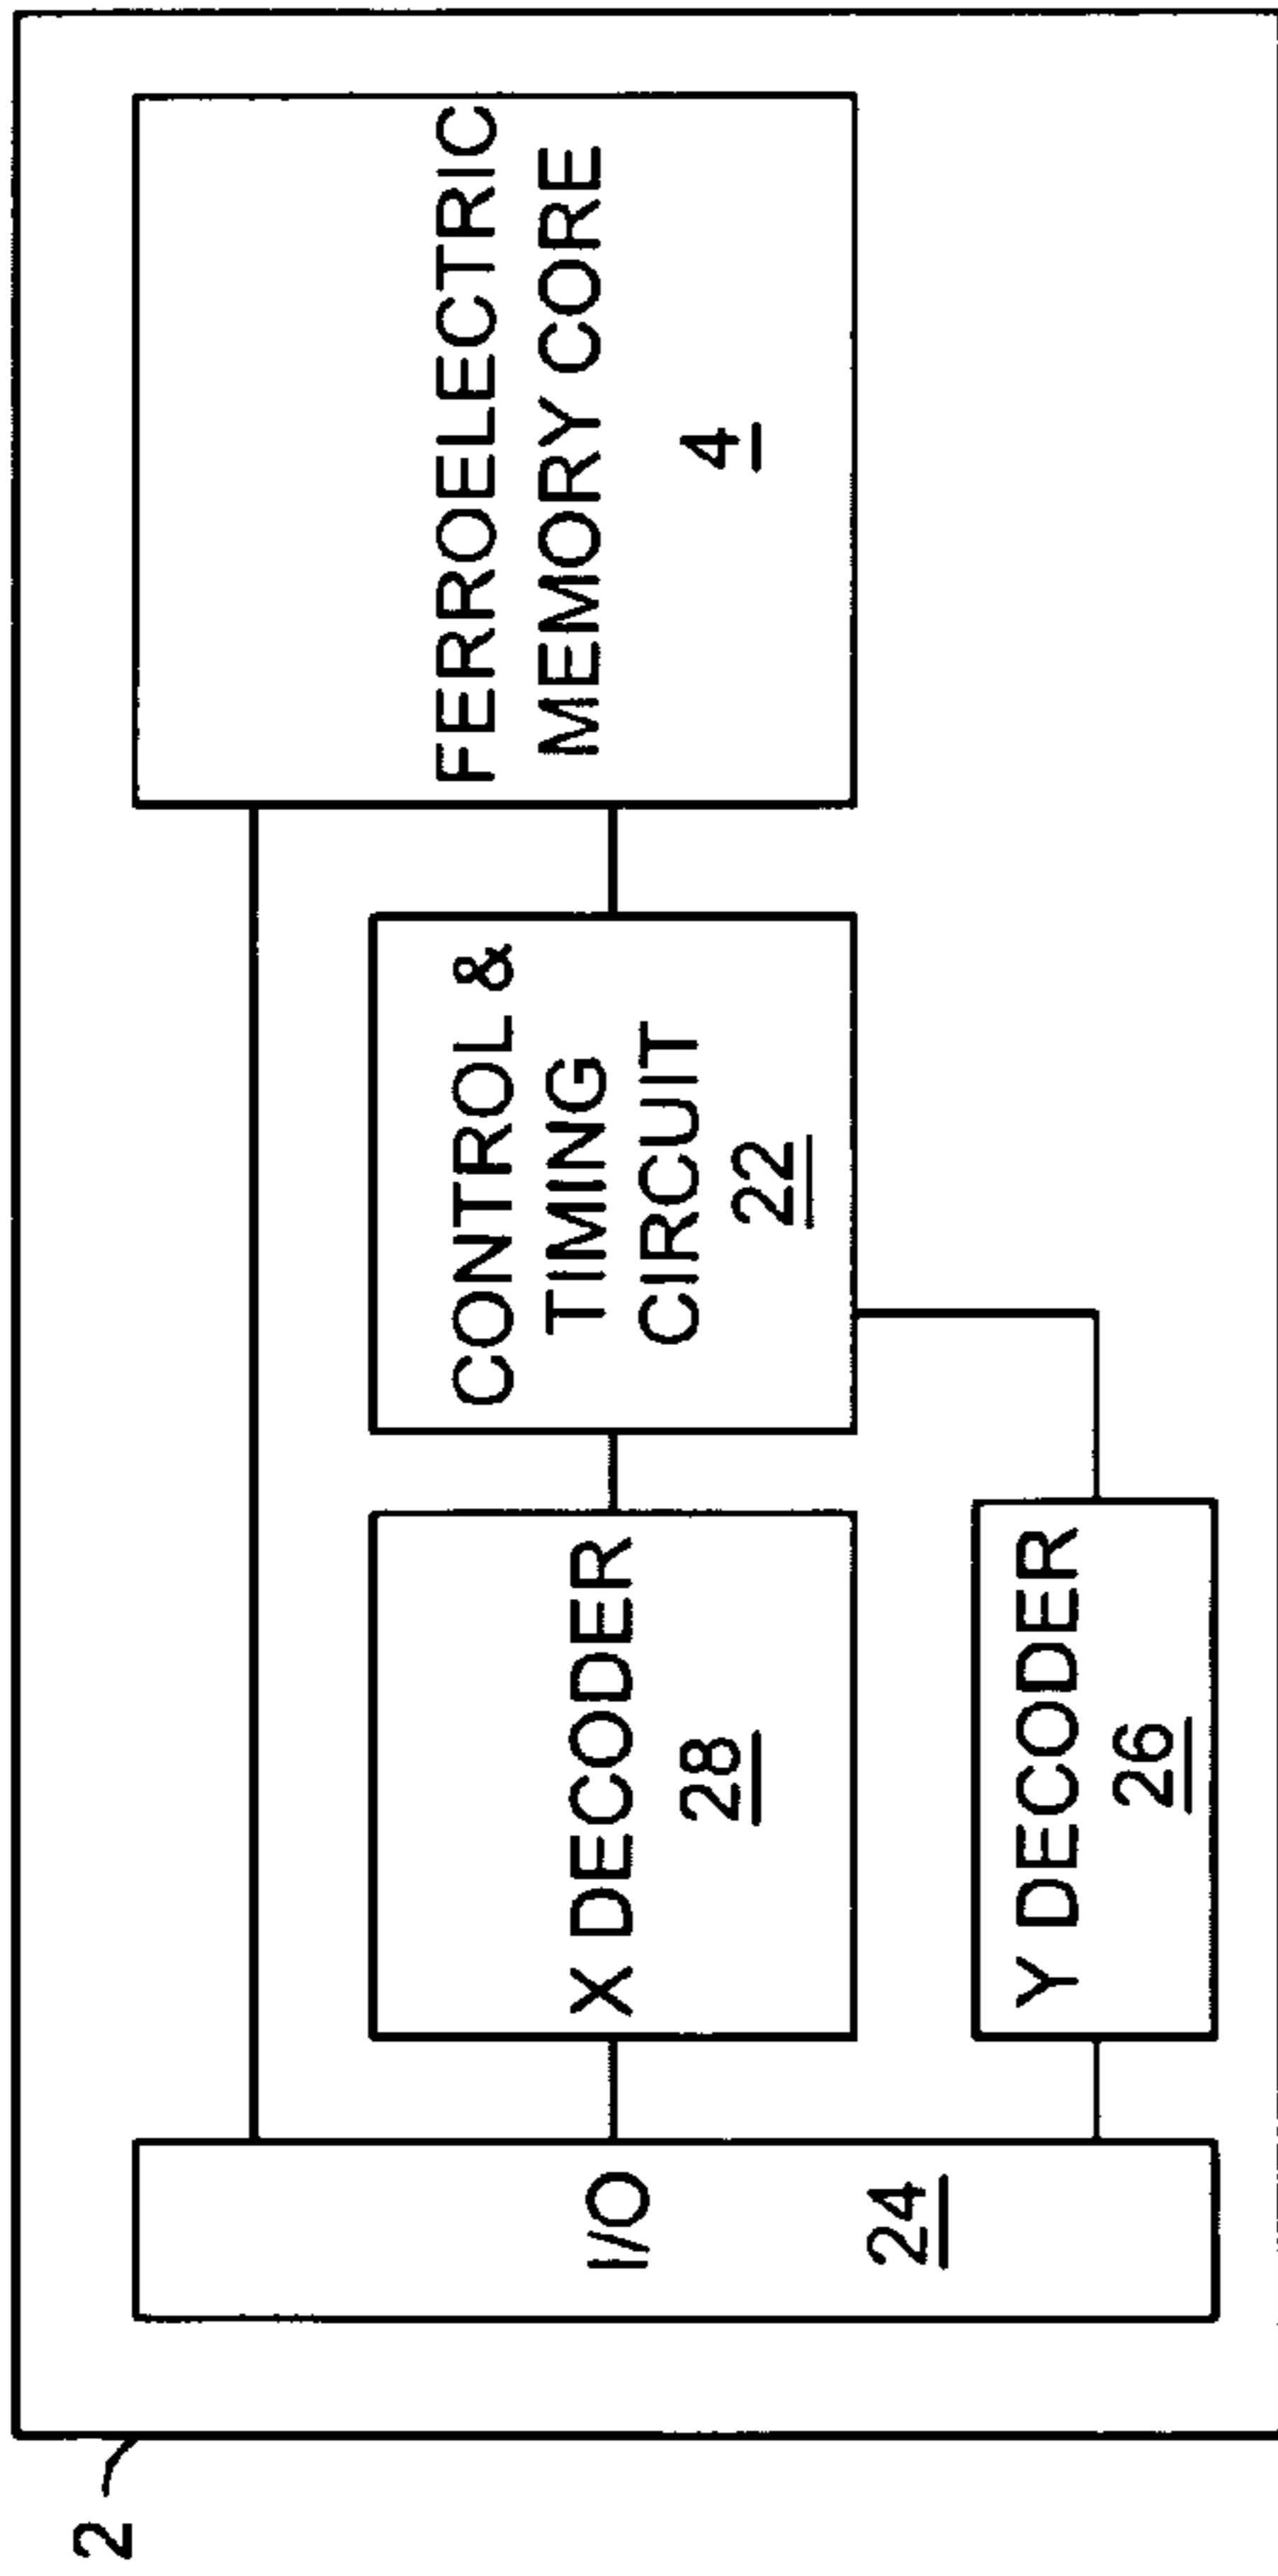 2
I/O
24
X DECODER
28
Y DECODER
26
CONTROL &
TIMING
CIRCUIT
22
FERROELECTRIC
MEMORY CORE
4